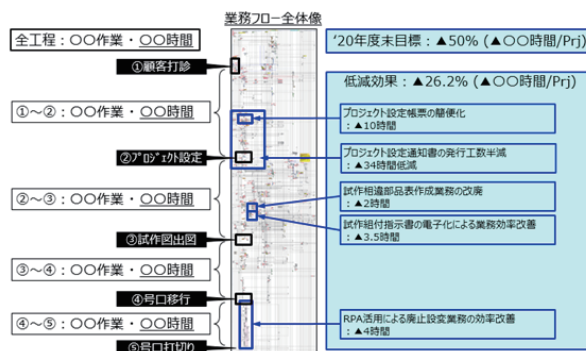 業務フロー全体像
全工程：〇〇作業・〇〇時間
①顧客打診
①～②：〇〇作業・〇〇時間
②ﾌﾟﾛｼﾞｪｸﾄ設定
②～③：〇〇作業・〇〇時間
③試作図出図
③～④：〇〇作業・〇〇時間
④号口移行
④～⑤：〇〇作業・〇〇時間
⑤号口打切り
‘20年度末目標：▲50% (▲〇〇時間/Prj)
低減効果：▲26.2% (▲〇〇時間/Prj)
プロジェクト設定帳票の簡便化
：▲10時間
プロジェクト設定通知書の発行工数半減
：▲34時間低減
試作相違部品表作成業務の改廃
：▲2時間
試作組付指示書の電子化による業務効率改善
：▲3.5時間
RPA活用による廃止設変業務の効率改善
：▲4時間